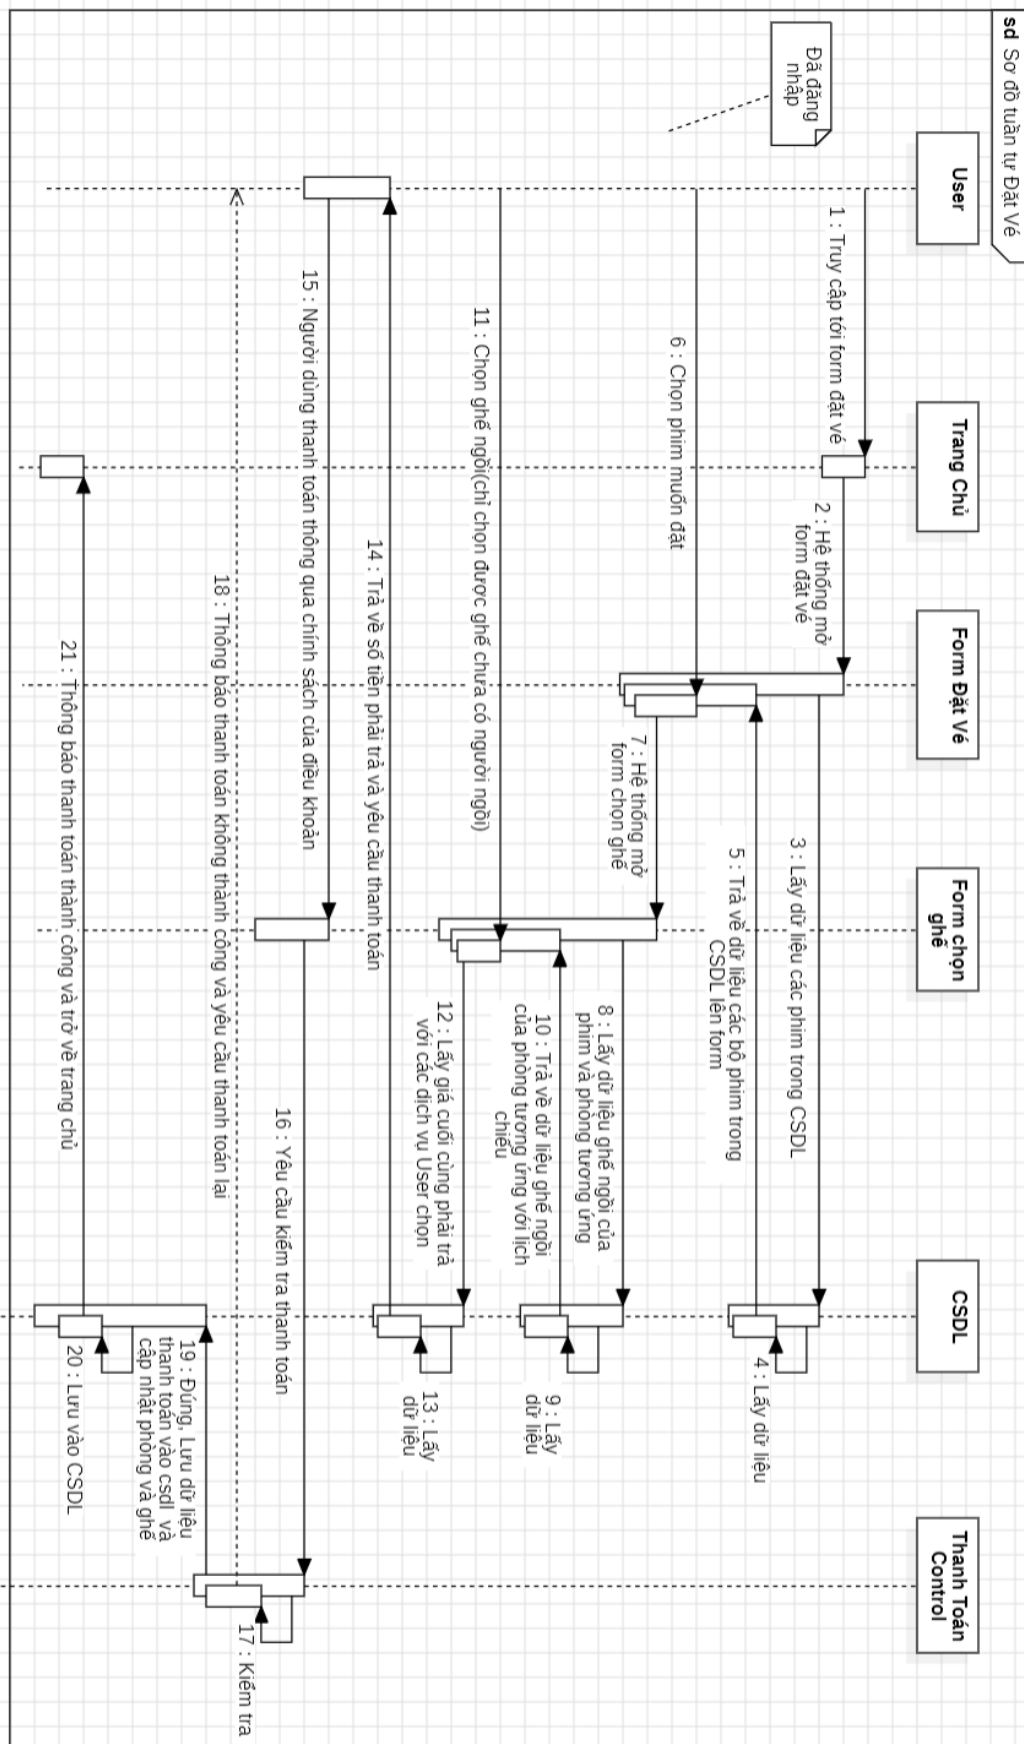 sd Sơ đồ tuần tự Đặt Vé
Đã đăng
nhập
User
Trang Chủ
Form Đặt Vé
Form chọn
ghế
CSDL
Thanh Toán
Control
1 : Truy cập tới form đặt vé
2 : Hệ thống mở
form đặt vé
3 : Lấy dữ liệu các phim trong CSDL
4 : Lấy dữ liệu
5 : Trả về dữ liệu các bộ phim trong
CSDL lên form
6 : Chọn phim muốn đặt
7 : Hệ thống mở
form chọn ghế
8 : Lấy dữ liệu ghế ngồi của
phim và phòng tương ứng
9 : Lấy
dữ liệu
10 : Trả về dữ liệu ghế ngồi
của phòng tương ứng với lịch
chiếu
11 : Chọn ghế ngồi(chỉ chọn được ghế chưa có người ngồi)
12 : Lấy giá cuối cùng phải trả
với các dịch vụ User chọn
13 : Lấy
dữ liệu
14 : Trả về số tiền phải trả và yêu cầu thanh toán
15 : Người dùng thanh toán thông qua chính sách của điều khoản
16 : Yêu cầu kiểm tra thanh toán
17 : Kiểm tra
18 : Thông báo thanh toán không thành công và yêu cầu thanh toán lại
19 : Đúng, Lưu dữ liệu
thanh toán vào csdl và
cập nhật phòng và ghế
20 : Lưu vào CSDL
21 : Thông báo thanh toán thành công và trở về trang chủ